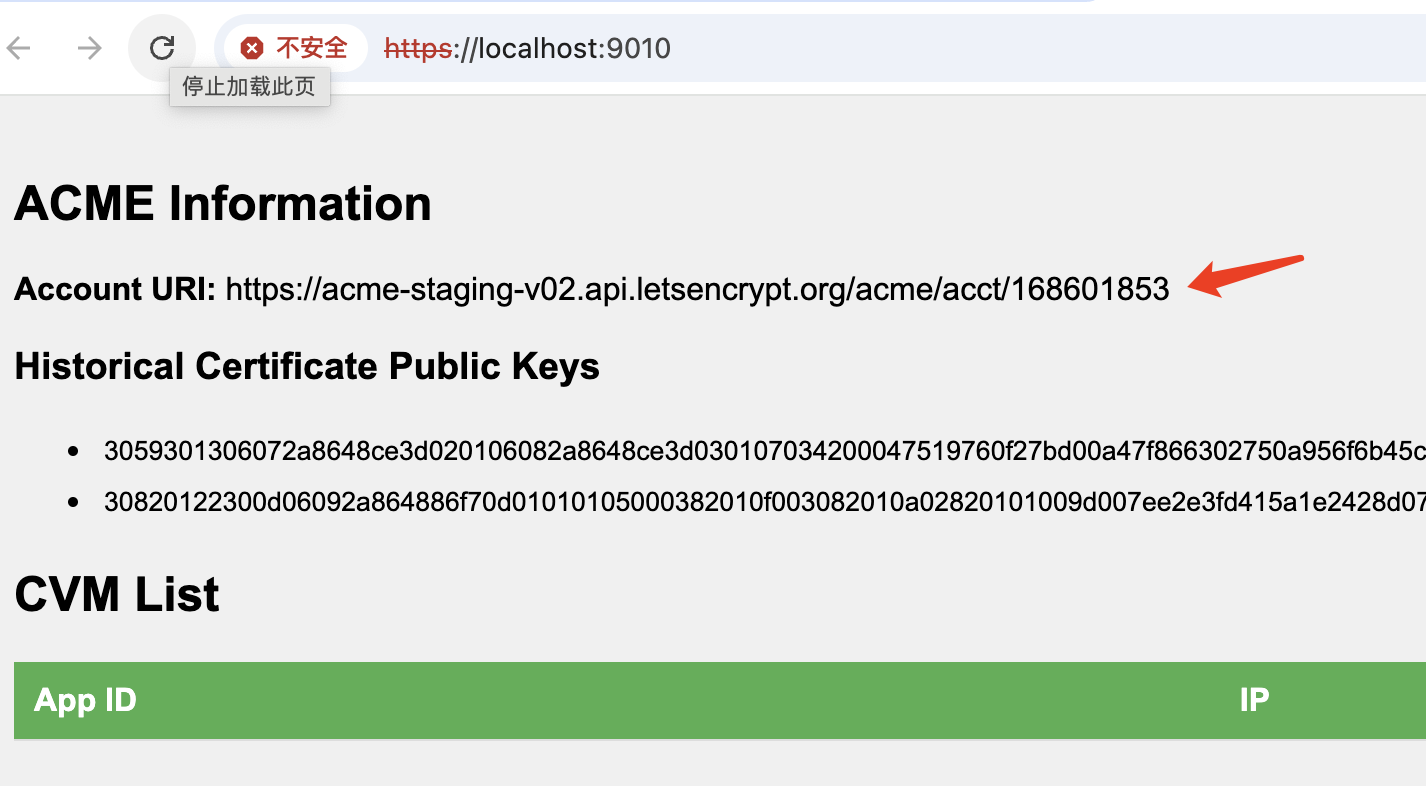 不安全 https://localhost:9010
停止加载此页
ACME Information
Account URI: https://acme-staging-v02.api.letsencrypt.org/acme/acct/168601853
Historical Certificate Public Keys
3059301306072a8648ce3d020106082a8648ce3d030107034200047519760f27bd00a47f866302750a956f6b45c
30820122300d06092a864886f70d01010105000382010f003082010a02820101009d007ee2e3fd415a1e2428d07
CVM List
App ID IP